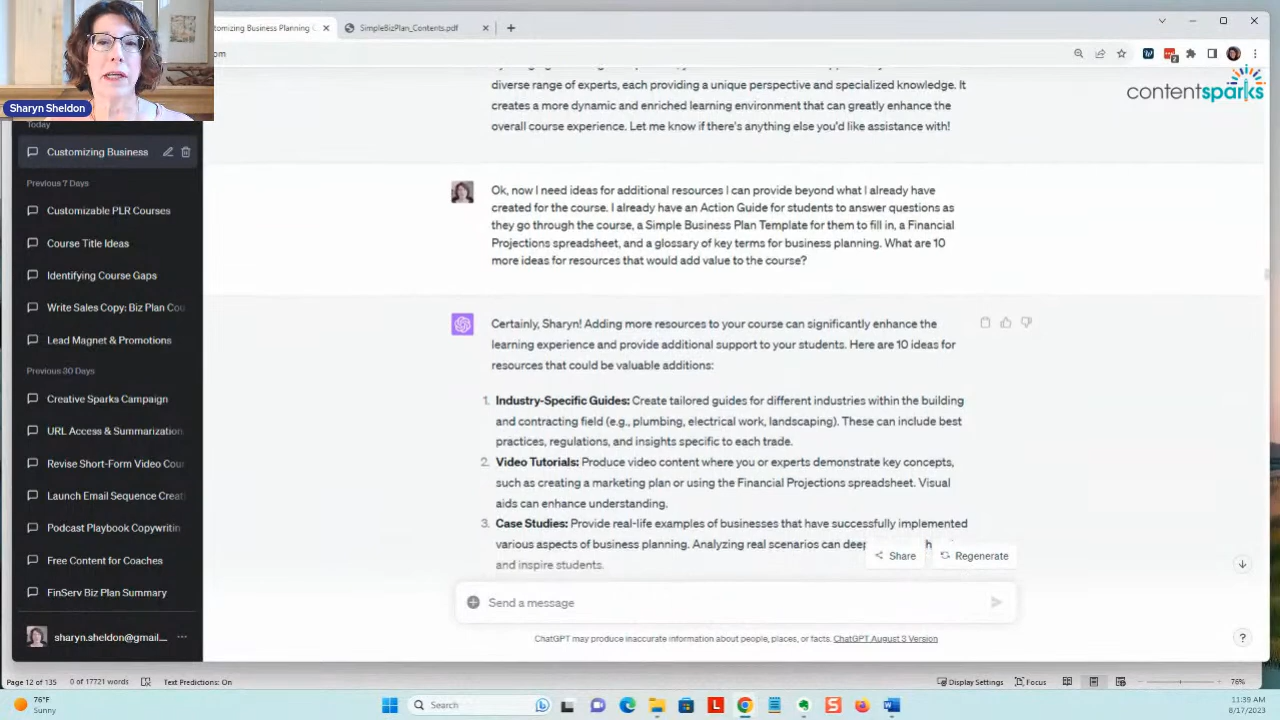 tomizing Business Planning C
SimpleBizPlan_Contents.pdf
om
Sharyn Sheldon
contentsparks
Today
Customizing Business
Previous 7 Days
Customizable PLR Courses
Course Title Ideas
Identifying Course Gaps
Write Sales Copy: Biz Plan Cou
Lead Magnet & Promotions
Previous 30 Days
Creative Sparks Campaign
URL Access & Summarization
Revise Short-Form Video Cour
Launch Email Sequence Creati
Podcast Playbook Copywritin
Free Content for Coaches
FinServ Biz Plan Summary
sharyn.sheldon@gmail....
diverse range of experts, each providing a unique perspective and specialized knowledge. It
creates a more dynamic and enriched learning environment that can greatly enhance the
overall course experience. Let me know if there's anything else you'd like assistance with!
Ok, now I need ideas for additional resources I can provide beyond what I already have
created for the course. I already have an Action Guide for students to answer questions as
they go through the course, a Simple Business Plan Template for them to fill in, a Financial
Projections spreadsheet, and a glossary of key terms for business planning. What are 10
more ideas for resources that would add value to the course?
Certainly, Sharyn! Adding more resources to your course can significantly enhance the
learning experience and provide additional support to your students. Here are 10 ideas for
resources that could be valuable additions:
1. Industry-Specific Guides: Create tailored guides for different industries within the building
and contracting field (e.g., plumbing, electrical work, landscaping). These can include best
practices, regulations, and insights specific to each trade.
2. Video Tutorials: Produce video content where you or experts demonstrate key concepts,
such as creating a marketing plan or using the Financial Projections spreadsheet. Visual
aids can enhance understanding.
3. Case Studies: Provide real-life examples of businesses that have successfully implemented
various aspects of business planning. Analyzing real scenarios can deep
and inspire students.
Share
Regenerate
Send a message
ChatGPT may produce inaccurate information about people, places, or facts. ChatGPT August 3 Version
?
Page 12 of 135
0 of 17721 words
Text Predictions: On
Display Settings
Focus
76%
76°F
Sunny
Search
11:39 AM
8/17/2023